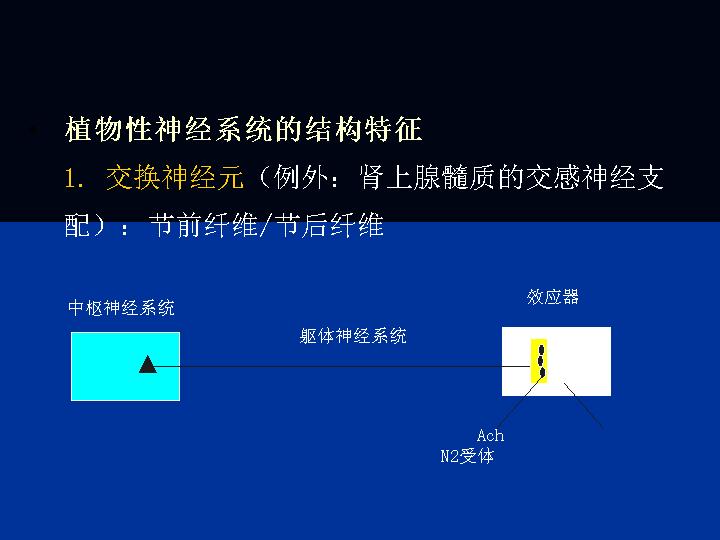 植物性神经系统的结构特征
1. 交换神经元（例外：肾上腺髓质的交感神经支
配）：节前纤维/节后纤维
中枢神经系统
效应器
躯体神经系统
Ach
N2受体